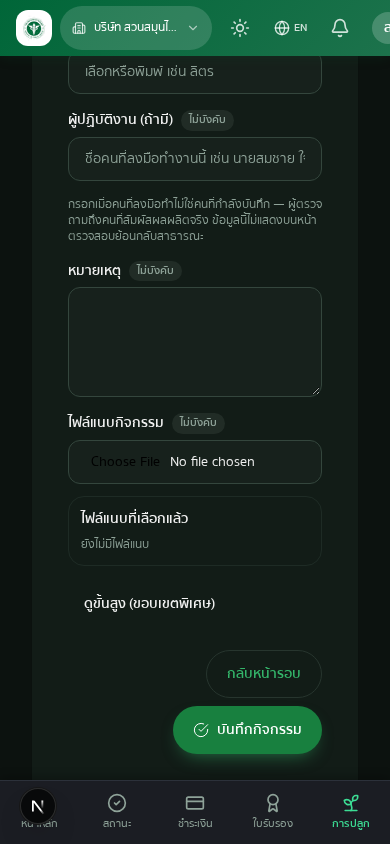 บริษัท สวนสมุนไ...
EN
เลือกหรือพิมพ์ เช่น ลิตร
ผู้ปฏิบัติงาน (ถ้ามี) ไม่บังคับ
ชื่อคนที่ลงมือทำงานนี้ เช่น นายสมชาย
กรอกเมื่อคนที่ลงมือทำไม่ใช่คนที่กำลังบันทึก — ผู้ตรวจ
ถามถึงคนที่สัมผัสผลผลิตจริง ข้อมูลนี้ไม่แสดงบนหน้า
ตรวจสอบย้อนกลับสาธารณะ
หมายเหตุ ไม่บังคับ
ไฟล์แนบกิจกรรม ไม่บังคับ
Choose File No file chosen
ไฟล์แนบที่เลือกแล้ว
ยังไม่มีไฟล์แนบ
ดูขั้นสูง (ขอบเขตพิเศษ)
กลับหน้ารอบ
บันทึกกิจกรรม
N
สถานะ
ชำระเงิน
ใบรับรอง
การปลูก